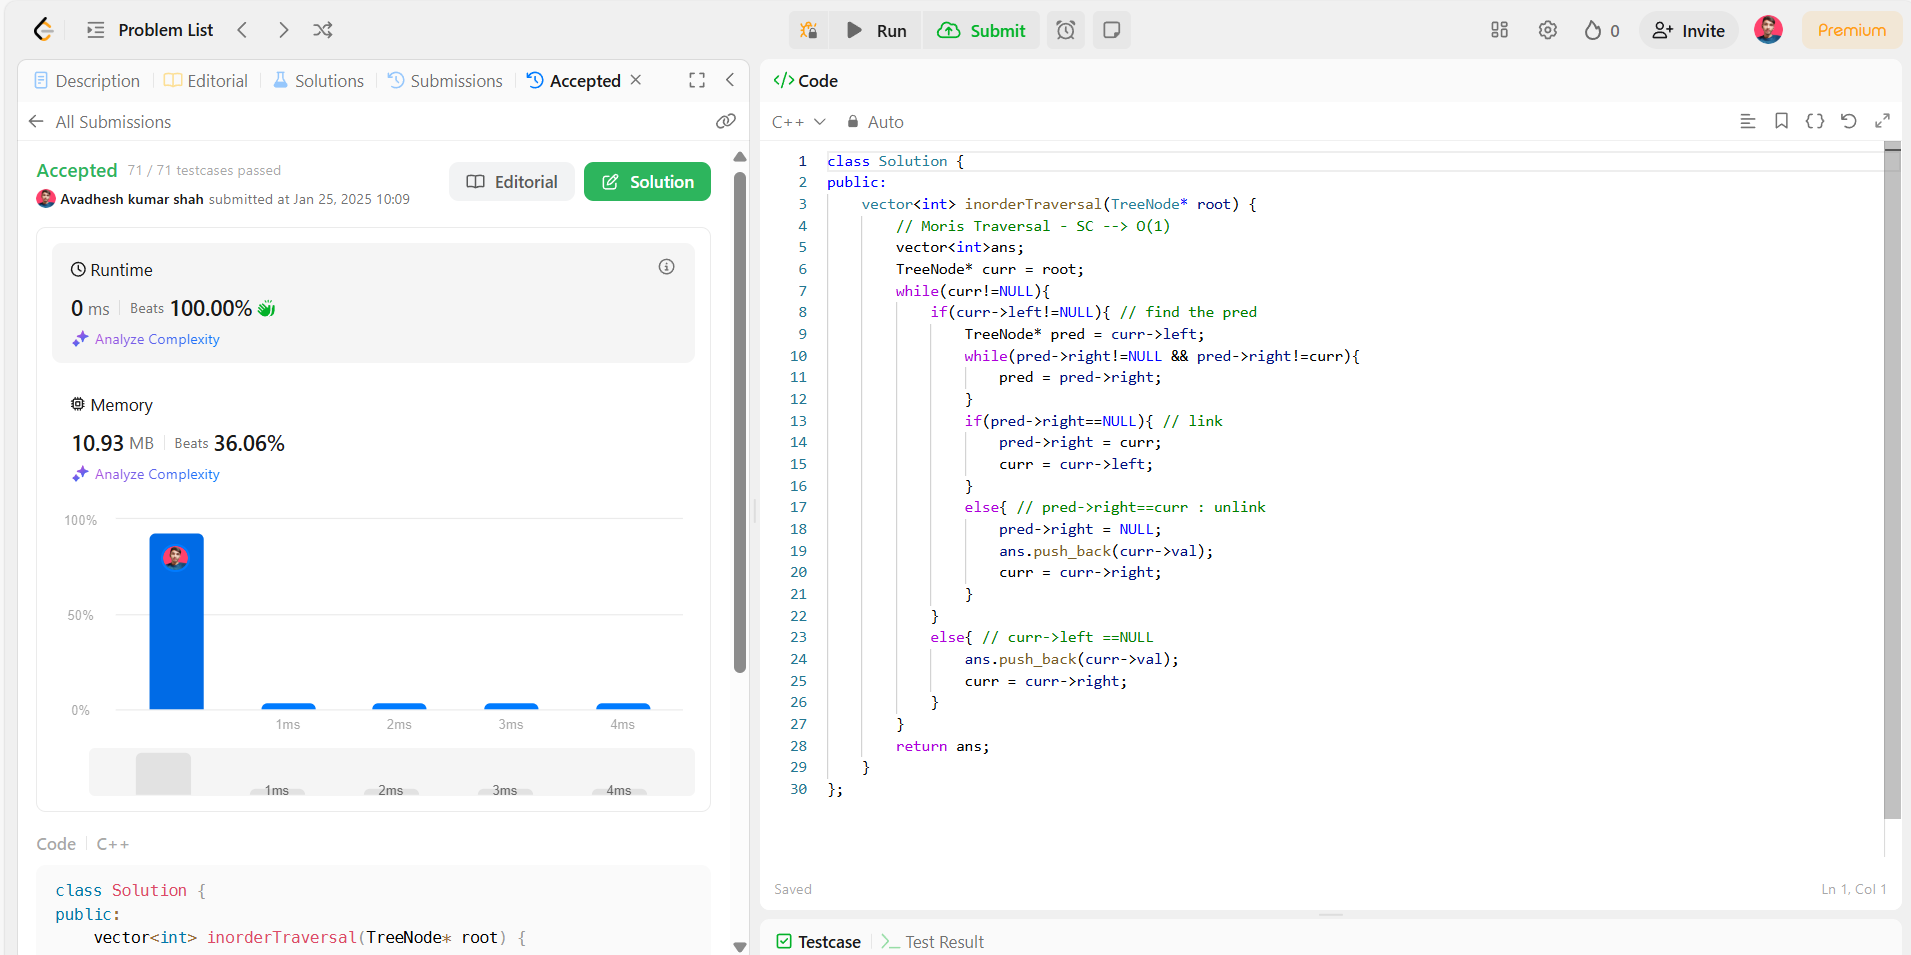 Problem List
Run
Submit
0
Invite
Premium
Description
Editorial
Solutions
Submissions
Accepted
All Submissions
Accepted 71 / 71 testcases passed
Avadhesh kumar shah submitted at Jan 25, 2025 10:09
Editorial
Solution
Runtime
0 ms Beats 100.00%
Analyze Complexity
Memory
10.93 MB Beats 36.06%
Analyze Complexity
100%
50%
0%
1ms 2ms 3ms 4ms
1ms 2ms 3ms 4ms
Code C++
class Solution {
public:
vector<int> inorderTraversal(TreeNode* root) {
</> Code
C++ Auto
1 class Solution {
2 public:
3 vector<int> inorderTraversal(TreeNode* root) {
4 // Moris Traversal - SC --> O(1)
5 vector<int>ans;
6 TreeNode* curr = root;
7 while(curr!=NULL){
8 if(curr->left!=NULL){ // find the pred
9 TreeNode* pred = curr->left;
10 while(pred->right!=NULL && pred->right!=curr){
11 pred = pred->right;
12 }
13 if(pred->right==NULL){ // link
14 pred->right = curr;
15 curr = curr->left;
16 }
17 else{ // pred->right==curr : unlink
18 pred->right = NULL;
19 ans.push_back(curr->val);
20 curr = curr->right;
21 }
22 }
23 else{ // curr->left ==NULL
24 ans.push_back(curr->val);
25 curr = curr->right;
26 }
27 }
28 return ans;
29 }
30 };
Saved
Ln 1, Col 1
Testcase
Test Result